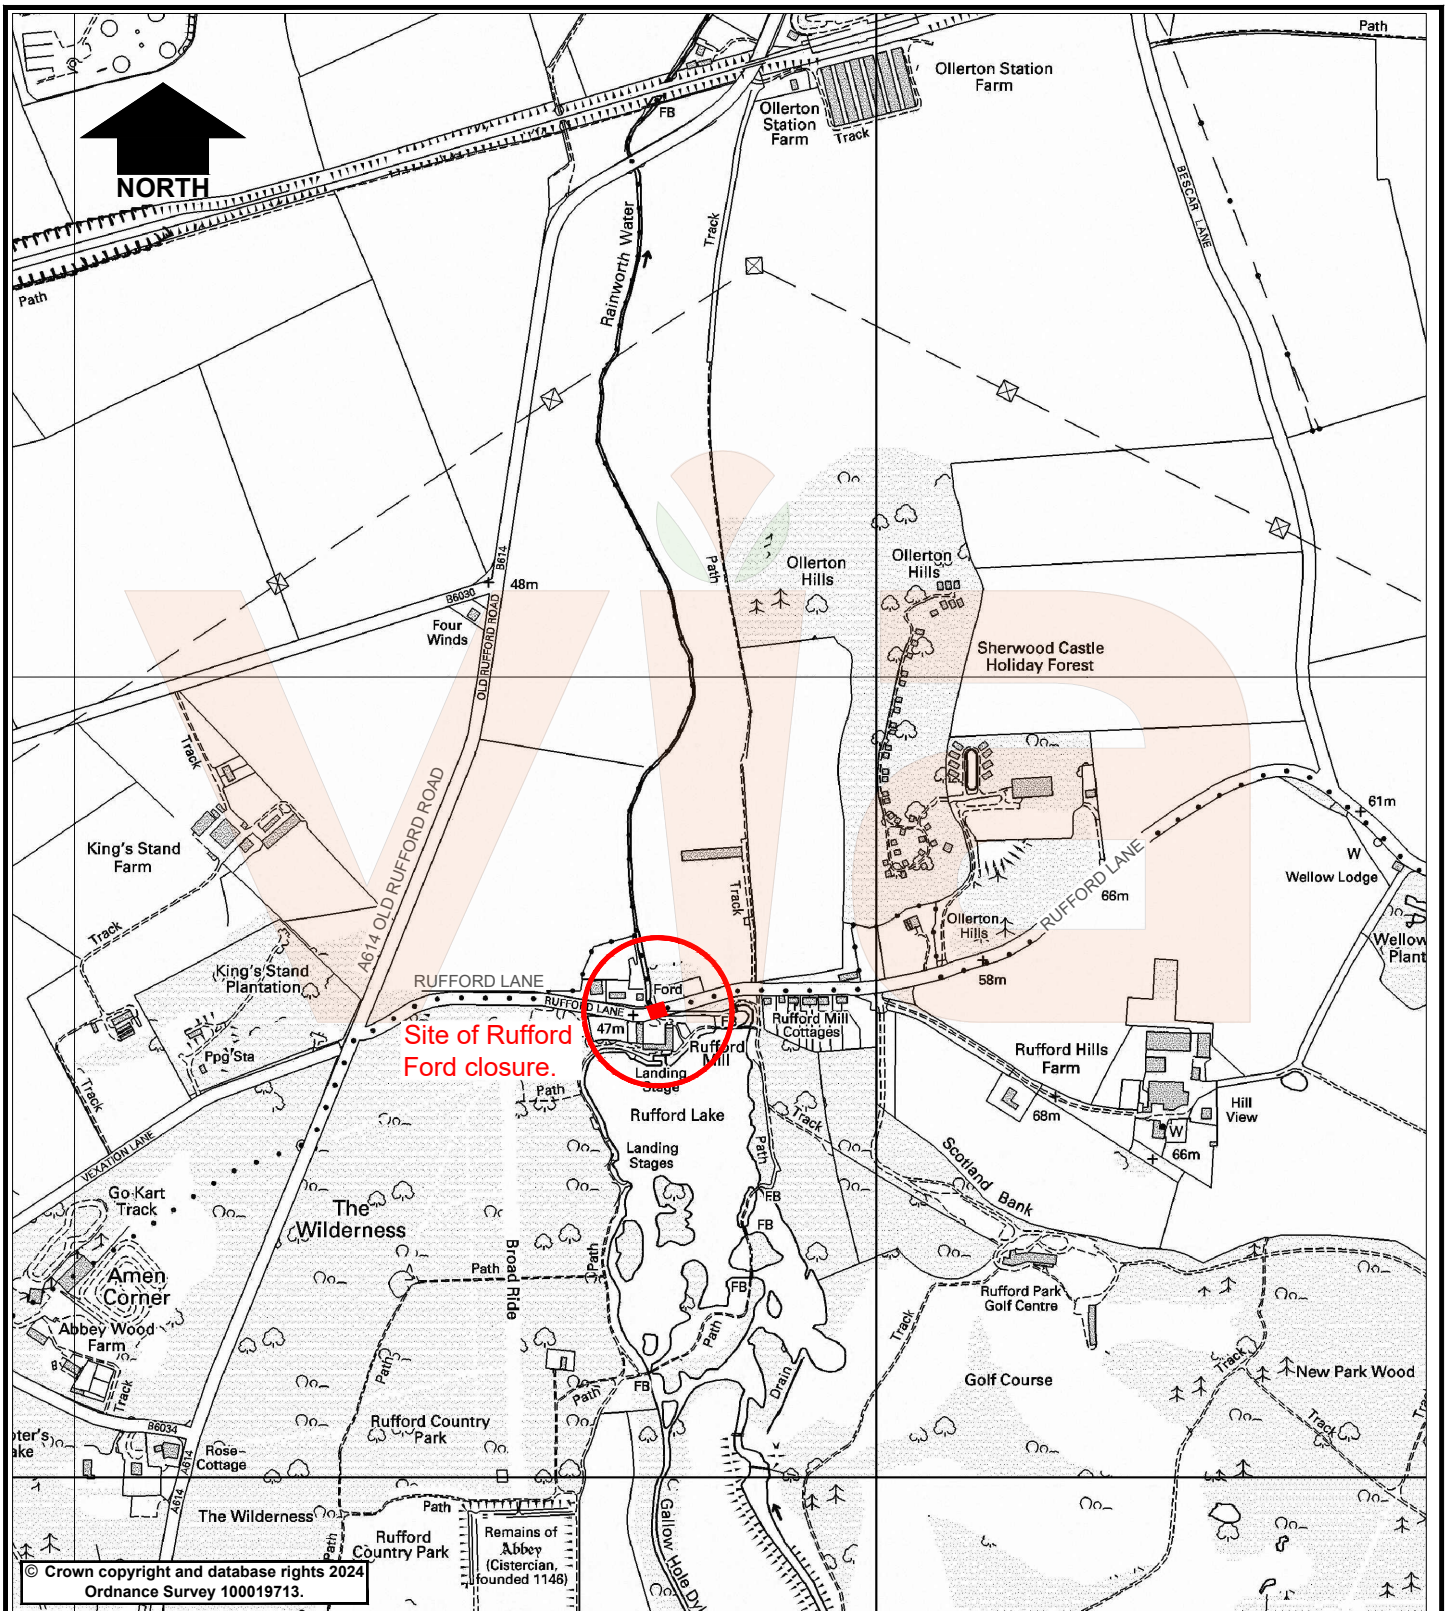 Path
Ollerton Station
Farm
FB
Ollerton
Station
Farm
Track
NORTH
BESCAR LANE
Track
Rainworth Water
Path
Ollerton
Hills
Ollerton
Hills
Path
B614
48m
B6030
Four
Winds
OLD RUFFORD ROAD
Sherwood Castle
Holiday Forest
via
Track
A614 OLD RUFFORD ROAD
61m
King's Stand
Farm
W
Wellow Lodge
RUFFORD LANE
66m
Track
Track
Ollerton
Hills
Wellow
Plant
King's Stand
Plantation
RUFFORD LANE
58m
Ford
RUFFORD LANE
47m
FB
Rufford Mill
Cottages
Site of Rufford
Ford closure.
Rufford
Mill
Landing
Stage
Ppg Sta
Rufford Hills
Farm
Path
Rufford Lake
Track
Hill
View
68m
W
66m
Track
VEXATION LANE
Landing
Stages
Path
Scotland Bank
Go Kart
Track
The
Wilderness
FB
FB
Amen
Corner
Path
Broad Ride
Path
FB
Rufford Park
Golf Centre
Abbey Wood
Farm
B
Path
Path
Track
Track
New Park Wood
Track
FB
Path
Drain
Golf Course
Rufford Country
Park
Track
Tra
B6034
oter's
ake
Rose
Cottage
A614
A614
The Wilderness
Path
Path
Rufford
Country Park
Remains of
Abbey
(Cistercian,
founded 1146)
Gallow Hole Dy
© Crown copyright and database rights 2024
Ordnance Survey 100019713.